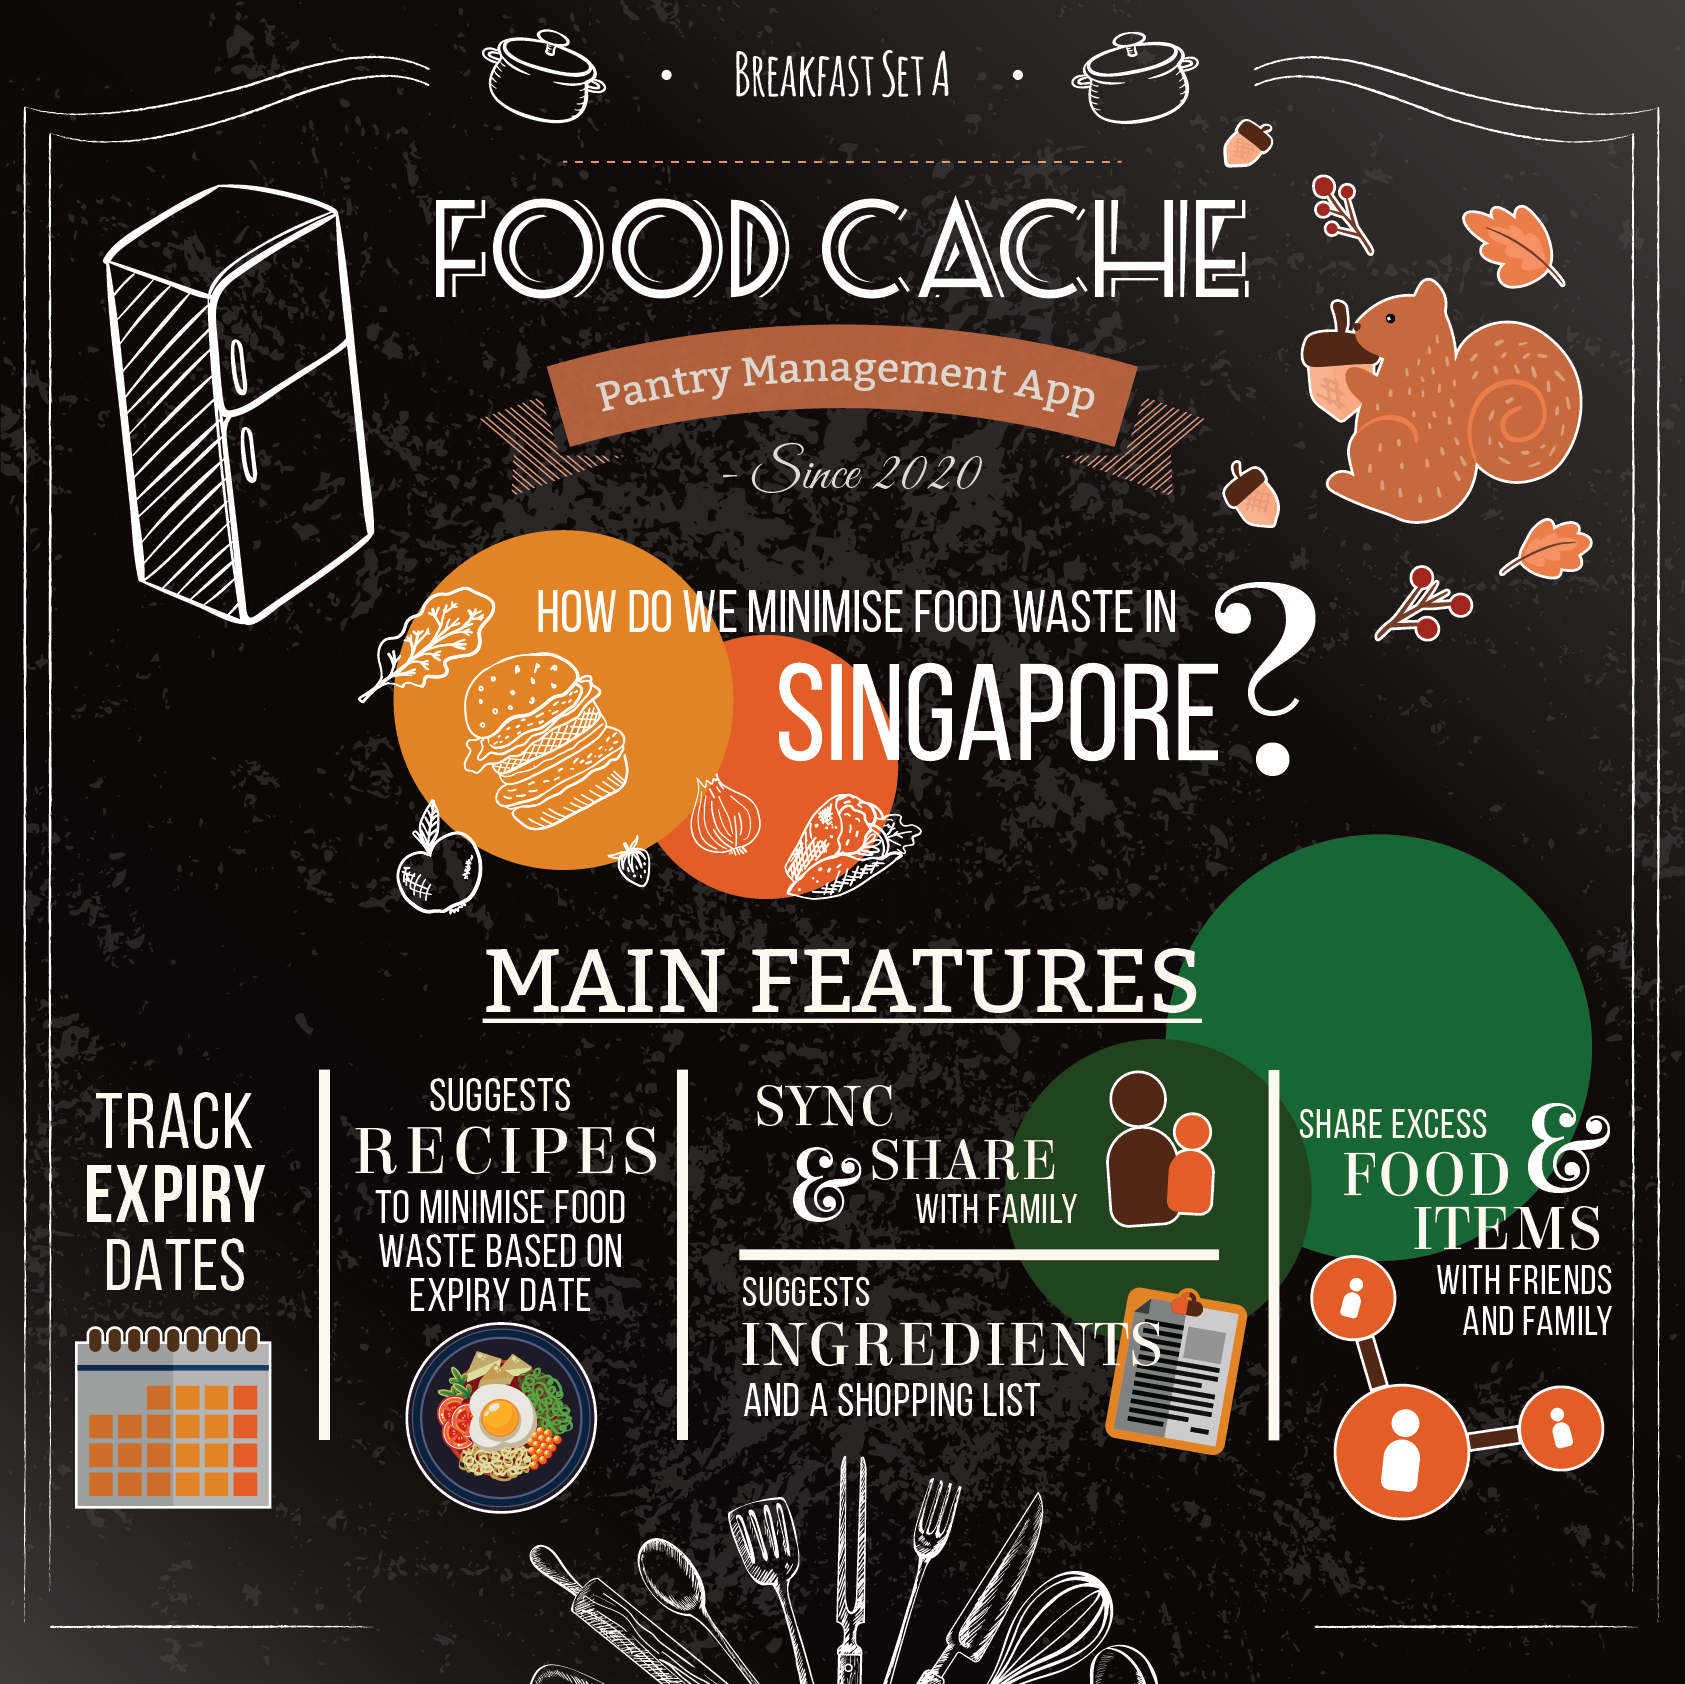 BREAKFAST SET A
FOOD CACHE
Pantry Management App
- Since 2020
HOW DO WE MINIMISE FOOD WASTE IN
SINGAPORE?
MAIN FEATURES
TRACK
EXPIRY
DATES
SUGGESTS
RECIPES
TO MINIMISE FOOD
WASTE BASED ON
EXPIRY DATE
SYNC
& SHARE
WITH FAMILY
SUGGESTS
INGREDIENTS
AND A SHOPPING LIST
SHARE EXCESS
FOOD &
ITEMS
WITH FRIENDS
AND FAMILY